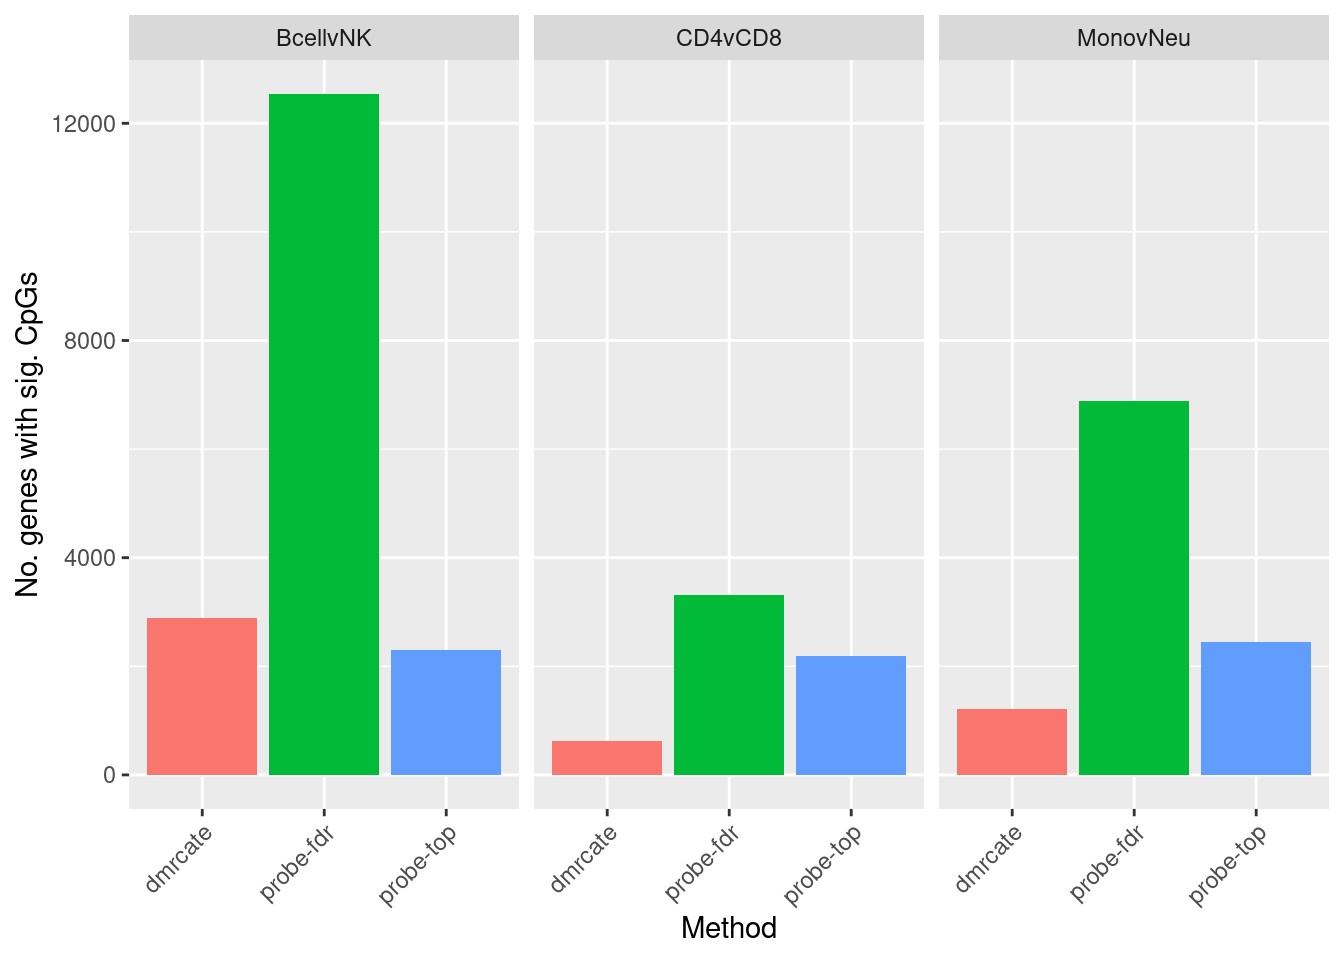 BcellvNK
CD4vCD8
MonovNeu
No. genes with sig. CpGs
12000
8000
4000
0
dmrcate
probe-fdr
probe-top
dmrcate
probe-fdr
probe-top
dmrcate
probe-fdr
probe-top
Method